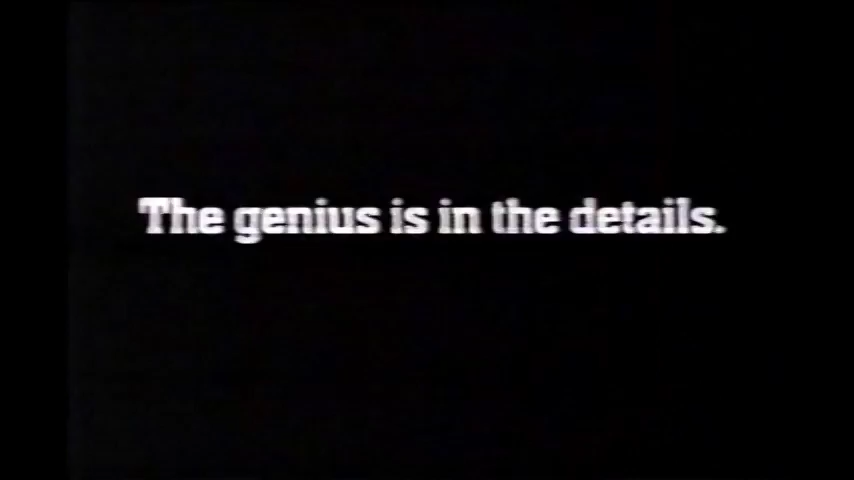 The genius is in the details.